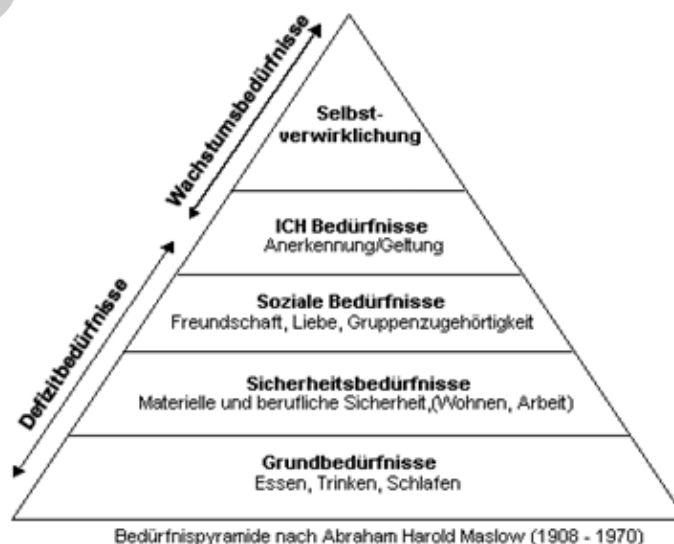 Wachstumsbedürfnisse
Defizitbedürfnisse
Selbst-
verwirklichung
ICH Bedürfnisse
Anerkennung/Geltung
Soziale Bedürfnisse
Freundschaft, Liebe, Gruppenzugehörtigkeit
Sicherheitsbedürfnisse
Materielle und berufliche Sicherheit,(Wohnen, Arbeit)
Grundbedürfnisse
Essen, Trinken, Schlafen
Bedürfnispyramide nach Abraham Harold Maslow (1908 - 1970)